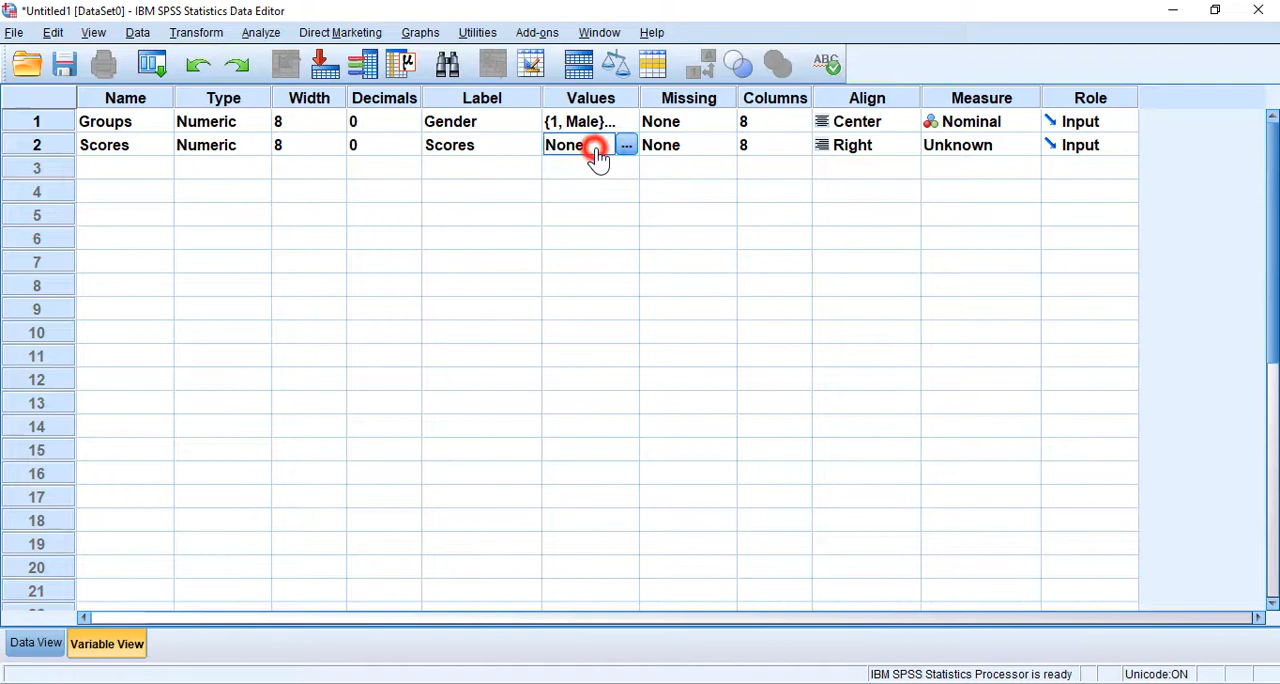 *Untitled1 [DataSet0] - IBM SPSS Statistics Data Editor
File Edit View Data Transform Analyze Direct Marketing Graphs Utilities Add-ons Window Help
Name Type Width Decimals Label Values Missing Columns Align Measure Role
1 Groups Numeric 8 0 Gender {1, Male}... None 8 Center Nominal Input
2 Scores Numeric 8 0 Scores None ... None 8 Right Unknown Input
3
4
5
6
7
8
9
10
11
12
13
14
15
16
17
18
19
20
21
Data View Variable View
IBM SPSS Statistics Processor is ready Unicode:ON